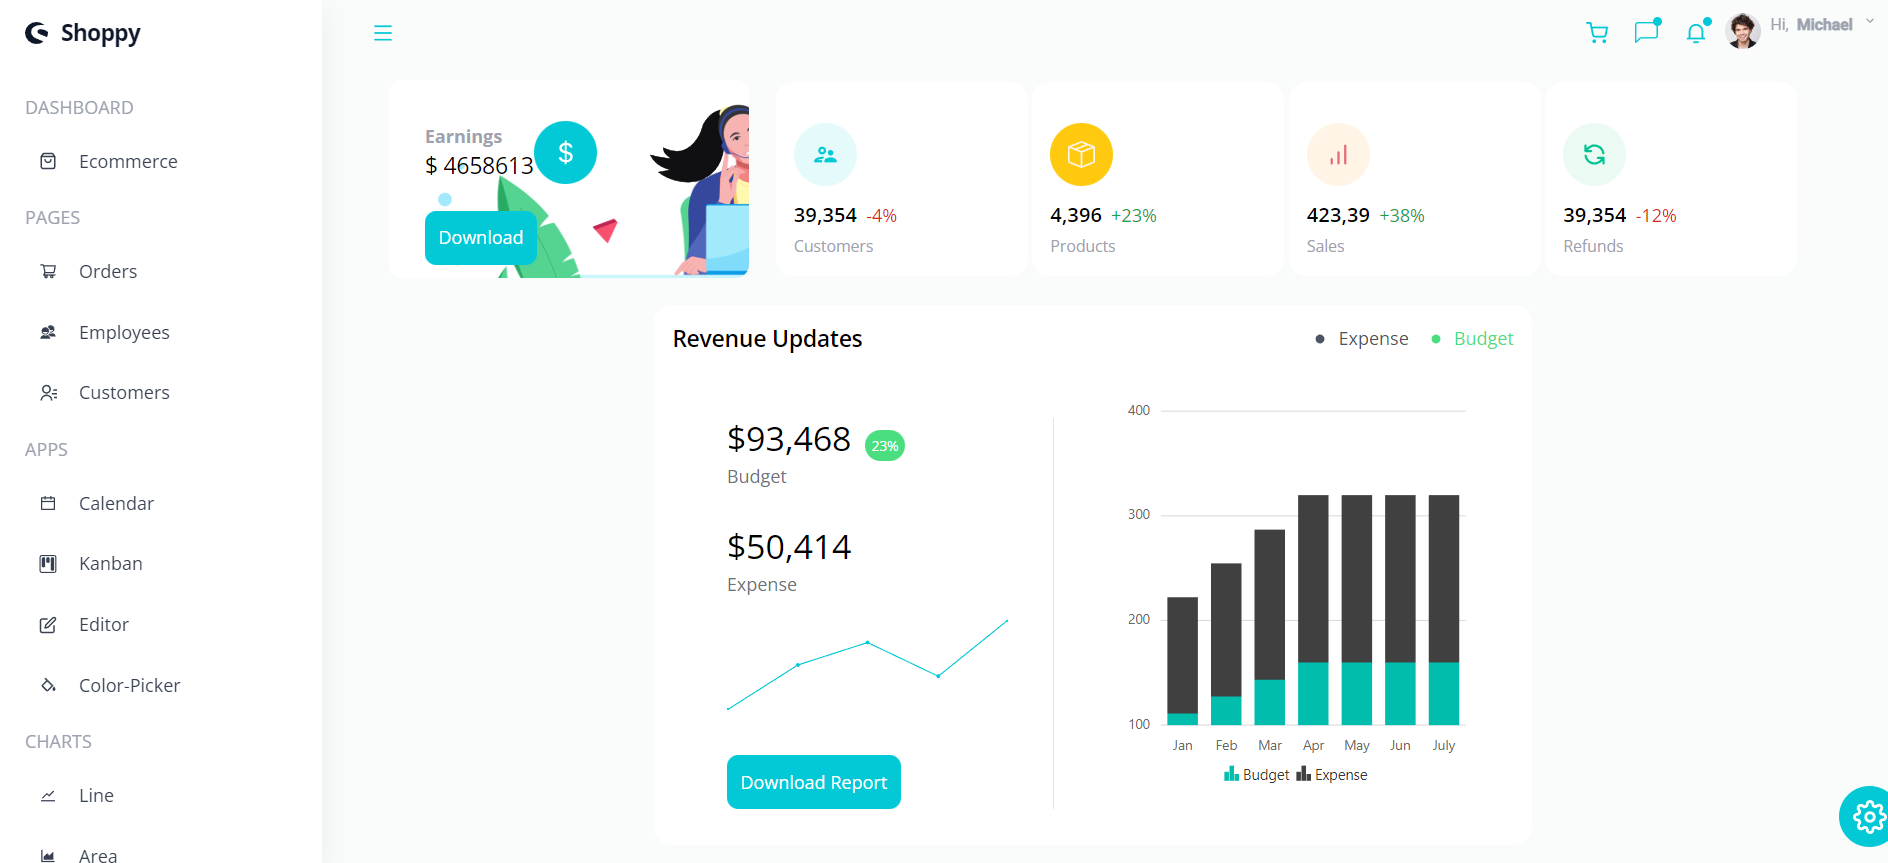 Shoppy
Hi, Michael
DASHBOARD
Ecommerce
PAGES
Orders
Employees
Customers
APPS
Calendar
Kanban
Editor
Color-Picker
CHARTS
Line
Area
Earnings
$ 4658613
$
Download
39,354 -4%
Customers
4,396 +23%
Products
423,39 +38%
Sales
39,354 -12%
Refunds
Revenue Updates
Expense
Budget
$93,468 23%
Budget
$50,414
Expense
Download Report
400
300
200
100
Jan Feb Mar Apr May Jun July
Budget Expense